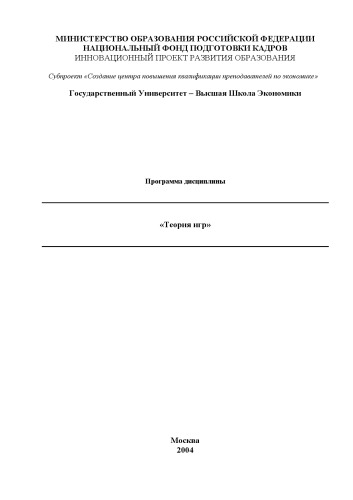 МИНИСТЕРСТВО ОБРАЗОВАНИЯ РОССИЙСКОЙ ФЕДЕРАЦИИ
НАЦИОНАЛЬНЫЙ ФОНД ПОДГОТОВКИ КАДРОВ
ИННОВАЦИОННЫЙ ПРОЕКТ РАЗВИТИЯ ОБРАЗОВАНИЯ
Субпроект «Создание центра повышения квалификации преподавателей по экономике»
Государственный Университет – Высшая Школа Экономики
Программа дисциплины
«Теория игр»
Москва
2004